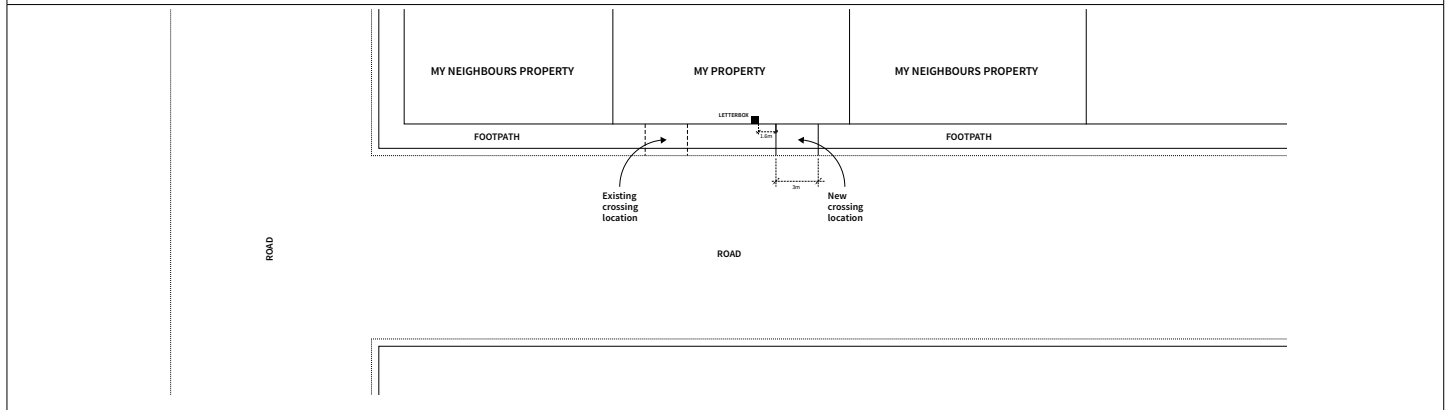 MY NEIGHBOURS PROPERTY
MY PROPERTY
MY NEIGHBOURS PROPERTY
LETTERBOX
FOOTPATH
1.6m
FOOTPATH
3m
Existing
crossing
location
New
crossing
location
ROAD
ROAD